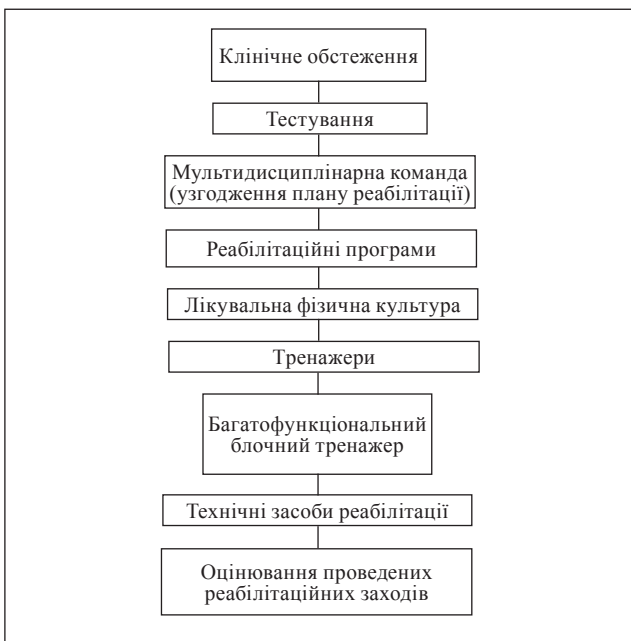 Клінічне обстеження
Тестування
Мультидисциплінарна команда
(узгодження плану реабілітації)
Реабілітаційні програми
Лікувальна фізична культура
Тренажери
Багатофункціональний
блочний тренажер
Технічні засоби реабілітації
Оцінювання проведених
реабілітаційних заходів